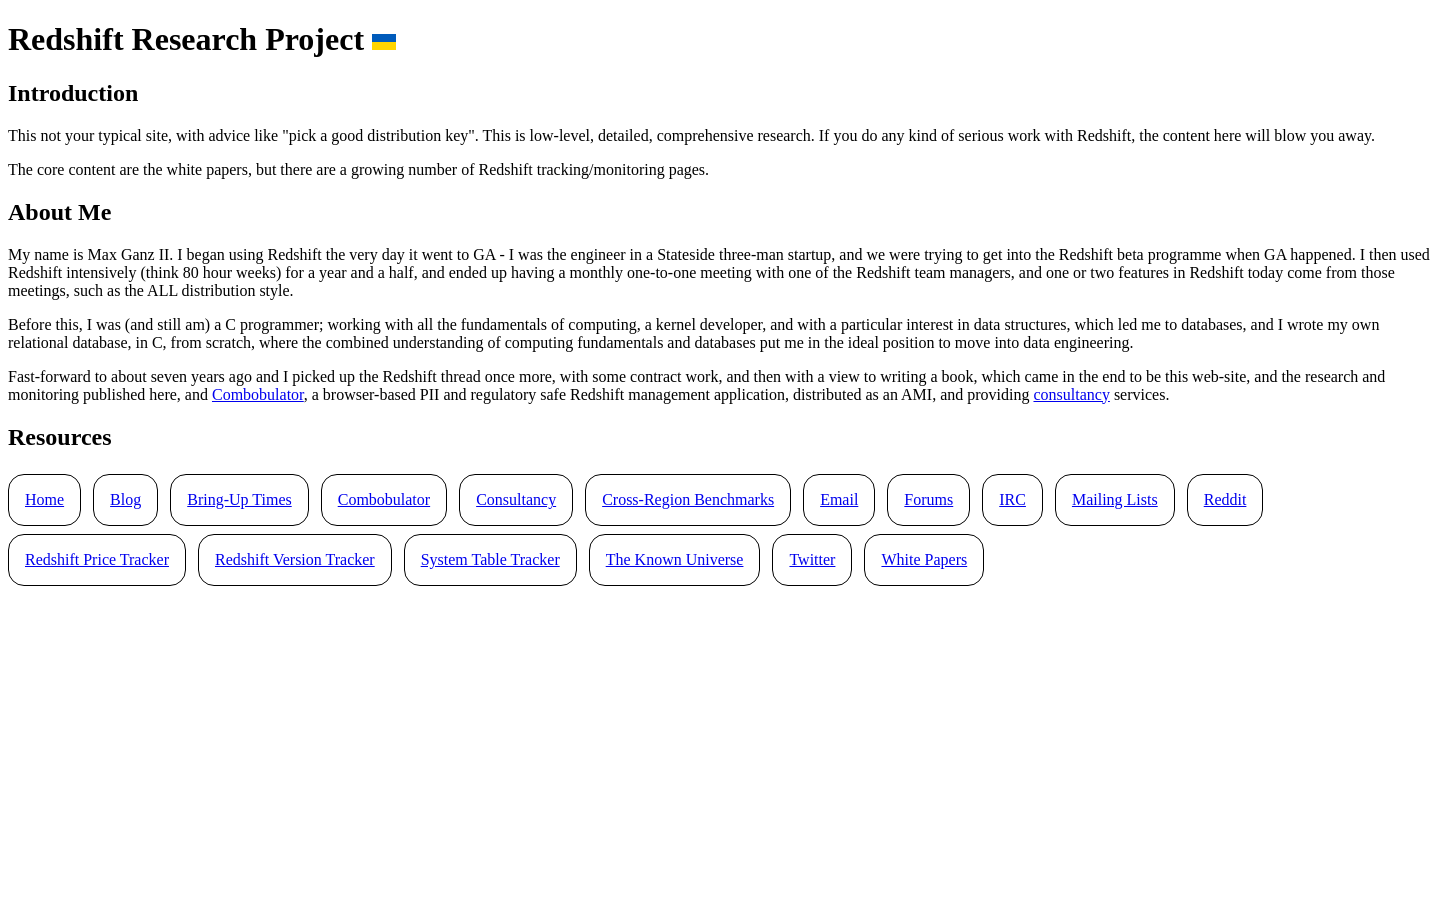 Redshift Research Project
Introduction
This not your typical site, with advice like "pick a good distribution key". This is low-level, detailed, comprehensive research. If you do any kind of serious work with Redshift, the content here will blow you away.
The core content are the white papers, but there are a growing number of Redshift tracking/monitoring pages.
About Me
My name is Max Ganz II. I began using Redshift the very day it went to GA - I was the engineer in a Stateside three-man startup, and we were trying to get into the Redshift beta programme when GA happened. I then used
Redshift intensively (think 80 hour weeks) for a year and a half, and ended up having a monthly one-to-one meeting with one of the Redshift team managers, and one or two features in Redshift today come from those
meetings, such as the ALL distribution style.
Before this, I was (and still am) a C programmer; working with all the fundamentals of computing, a kernel developer, and with a particular interest in data structures, which led me to databases, and I wrote my own
relational database, in C, from scratch, where the combined understanding of computing fundamentals and databases put me in the ideal position to move into data engineering.
Fast-forward to about seven years ago and I picked up the Redshift thread once more, with some contract work, and then with a view to writing a book, which came in the end to be this web-site, and the research and
monitoring published here, and Combobulator, a browser-based PII and regulatory safe Redshift management application, distributed as an AMI, and providing consultancy services.
Resources
Home Blog Bring-Up Times Combobulator Consultancy Cross-Region Benchmarks Email Forums IRC Mailing Lists Reddit
Redshift Price Tracker Redshift Version Tracker System Table Tracker The Known Universe Twitter White Papers